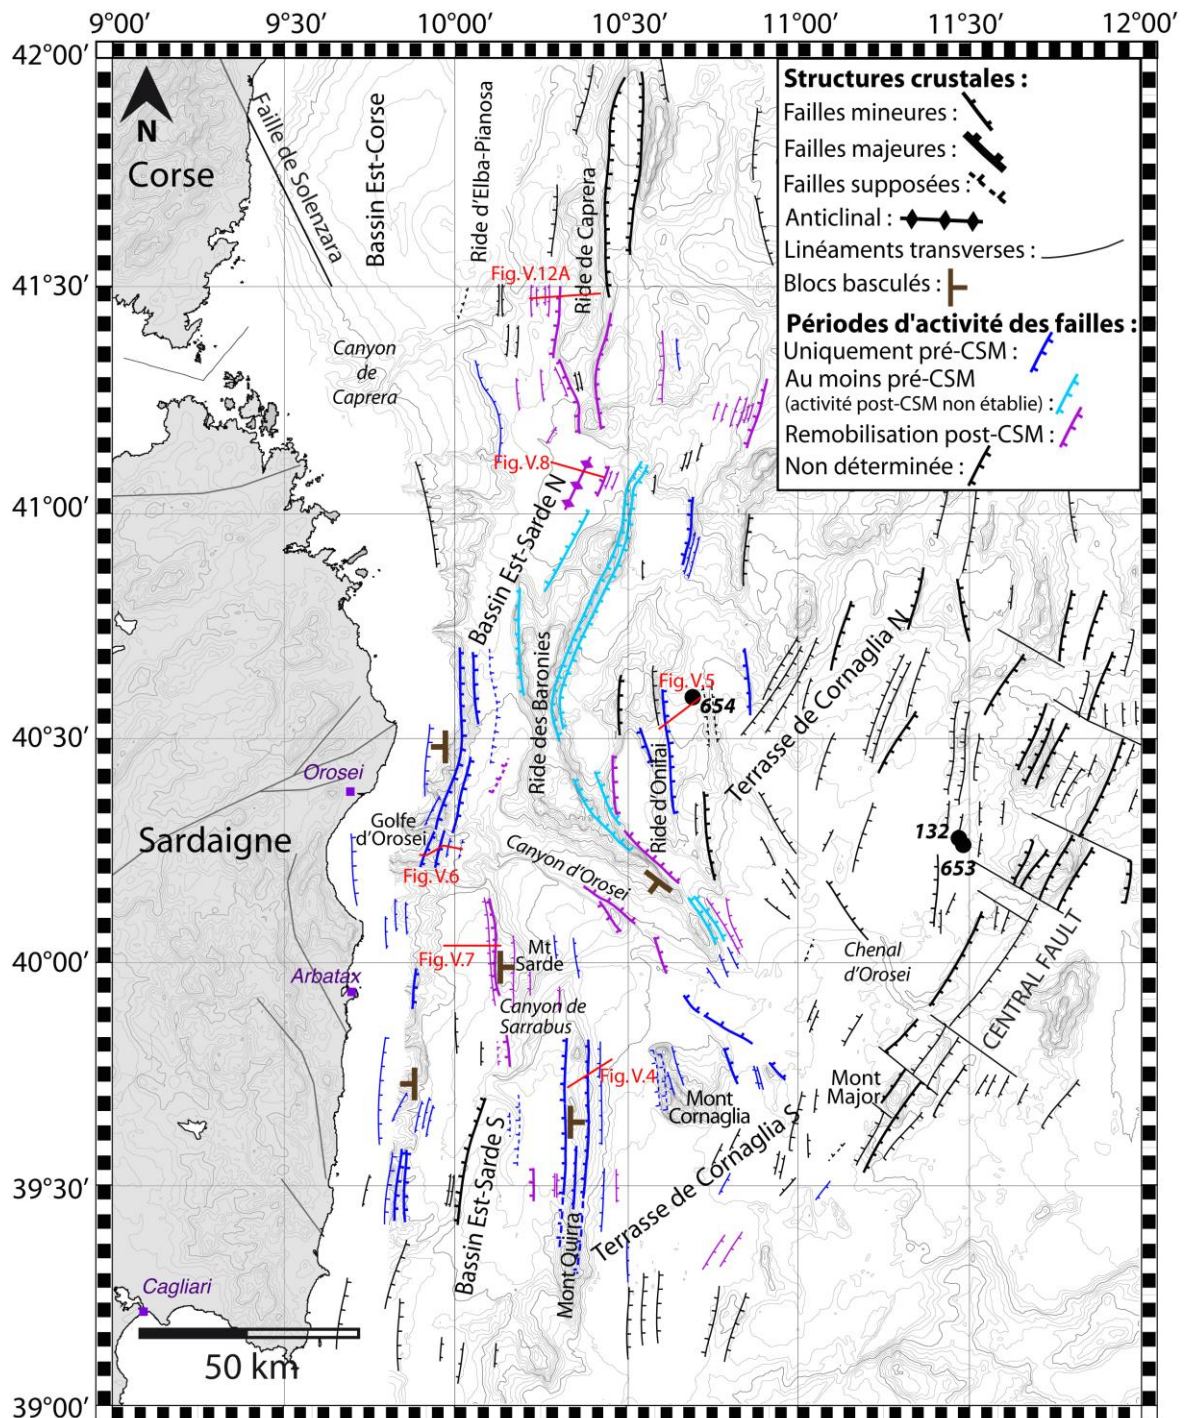 9°00' 9°30' 10°00' 10°30' 11°00' 11°30' 12°00'
42°00'
41°30'
41°00'
40°30'
40°00'
39°30'
39°00'
N
Corse
Faille de Solenzara
Bassin Est-Corse
Ride d'Elba-Pianosa
Ride de Caprera
Structures crustales :
Failles mineures :
Failles majeures :
Failles supposées :
Anticlinal :
Linéaments transverses :
Blocs basculés :
Périodes d'activité des failles :
Uniquement pré-CSM :
Au moins pré-CSM
(activité post-CSM non établie) :
Remobilisation post-CSM :
Non déterminée :
Fig.V.12A
Canyon
de
Caprera
Fig.V.8
Bassin Est-Sarde N
Ride des Baronies
Fig.V.5
654
Terrasse de Cornaglia N
Ride d'Onifai
Orosei
Golfe
d'Orosei
Sardaigne
Fig.V.6
Canyon d'Orosei
132
653
Fig.V.7
Mt
Sarde
Chenal
d'Orosei
Arbatax
Canyon de
Sarrabus
CENTRAL FAULT
Fig.V.4
Mont
Cornaglia
Mont
Major
Bassin Est-Sarde S
Mont Quirra
Terrasse de Cornaglia S
Cagliari
50 km